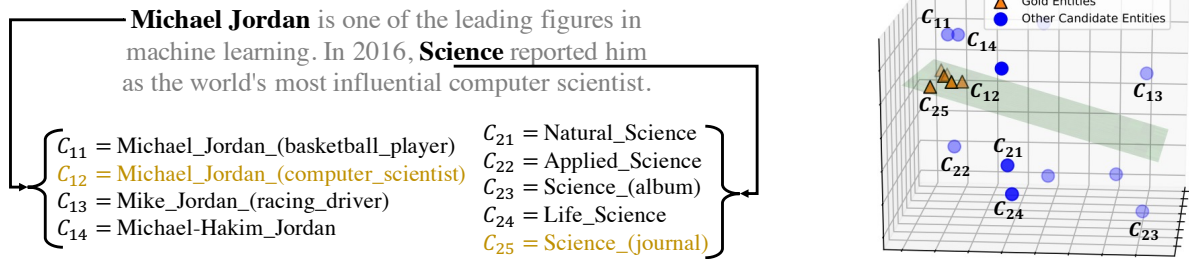 Michael Jordan is one of the leading figures in
machine learning. In 2016, Science reported him
as the world's most influential computer scientist.
C11 = Michael_Jordan_(basketball_player)
C12 = Michael_Jordan_(computer_scientist)
C13 = Mike_Jordan_(racing_driver)
C14 = Michael-Hakim_Jordan
C21 = Natural_Science
C22 = Applied_Science
C23 = Science_(album)
C24 = Life_Science
C25 = Science_(journal)
Gold Entities
Other Candidate Entities
C11
C14
C12
C13
C25
C21
C22
C24
C23